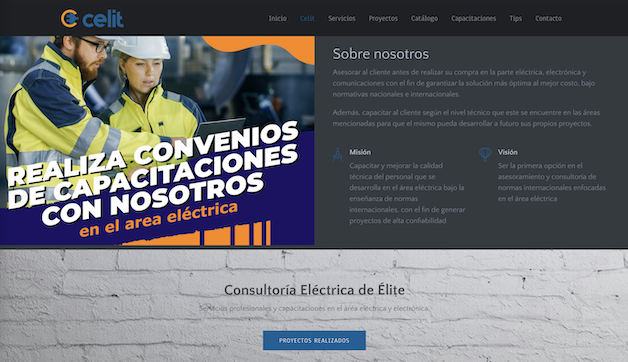 celit
Inicio
Celit
Servicios
Proyectos
Catálogo
Capacitaciones
Tips
Contacto
REALIZA CONVENIOS
DE CAPACITACIONES
CON NOSOTROS
en el area eléctrica
Sobre nosotros
Asesorar al cliente antes de realizar su compra en la parte eléctrica, electrónica y
comunicaciones con el fin de garantizar la solución más óptima al mejor costo, bajo
normativas nacionales e internacionales.
Además, capacitar al cliente según el nivel técnico que este se encuentre en las áreas
mencionadas para que el mismo pueda desarrollar a futuro sus propios proyectos.
Misión
Capacitar y mejorar la calidad
técnica del personal que se
desarrolla en el área eléctrica bajo la
enseñanza de normas
internacionales, con el fin de generar
proyectos de alta confiabilidad
Visión
Ser la primera opción en el
asesoramiento y consultoría de
normas internacionales enfocadas
en el área eléctrica
Consultoría Eléctrica de Élite
Servicios profesionales y capacitaciones en el área eléctrica y electrónica.
PROYECTOS REALIZADOS